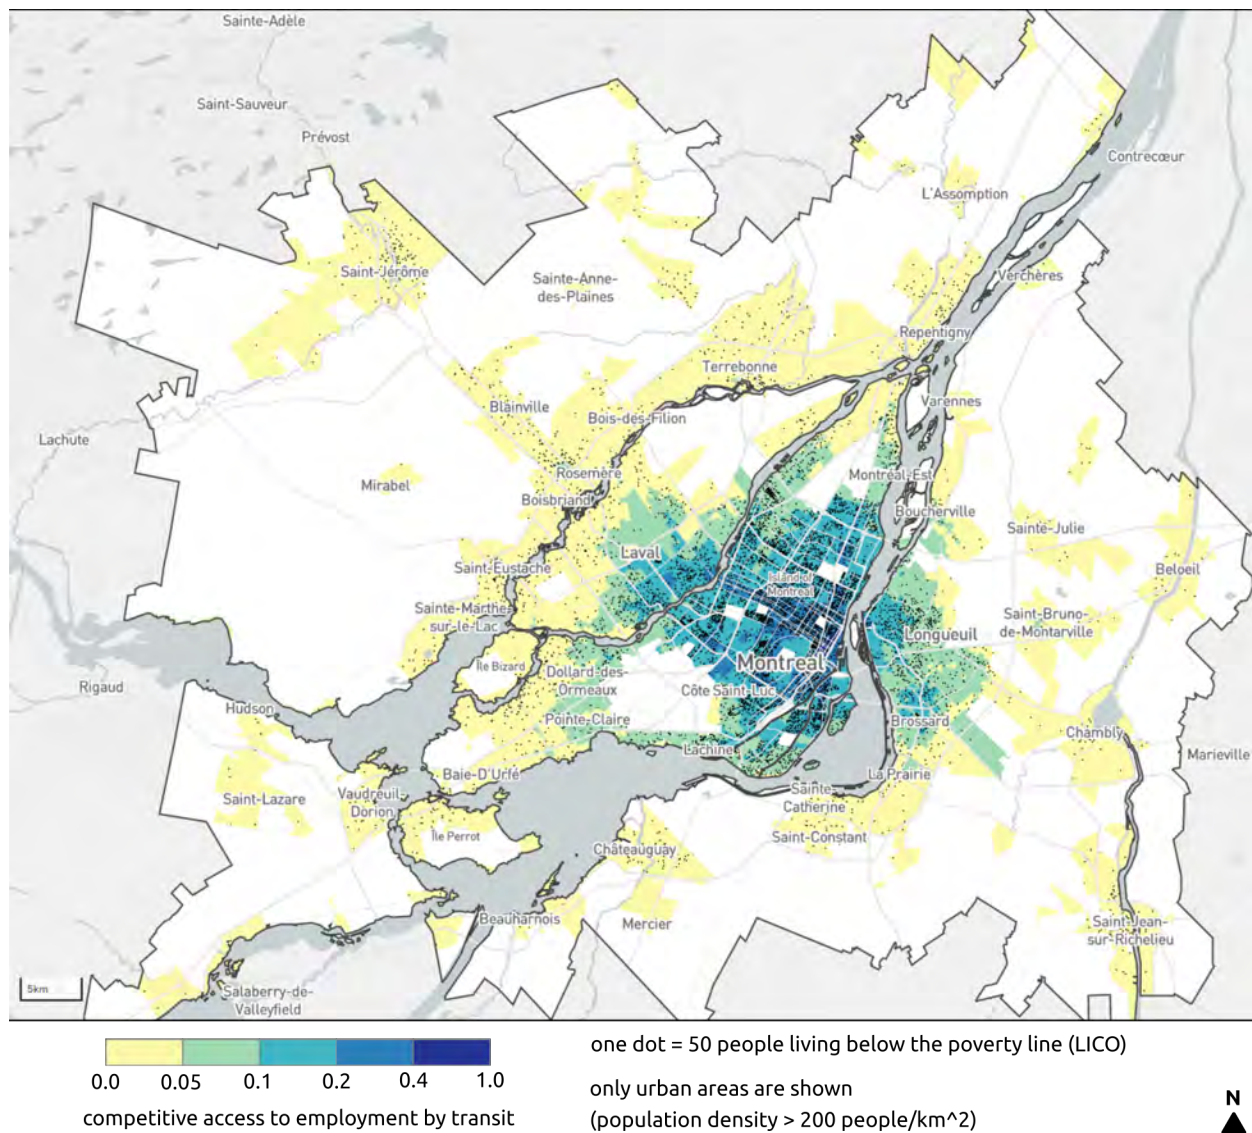 Sainte-Adèle
Saint-Sauveur
Prévost
Contrecœur
L'Assomption
Saint-Jérôme
Sainte-Anne-
des-Plaines
Verchères
Repentigny
Terrebonne
Blainville
Bois-des-Filion
Varennes
Lachute
Rosemère
Mirabel
Boisbriand
Montréal-Est
Boucherville
Sainte-Julie
Laval
Saint-Eustache
Beloeil
Island of
Montreal
Sainte-Marthe-
sur-le-Lac
Saint-Bruno-
de-Montarville
Longueuil
Île Bizard
Montreal
Dollard-des-
Ormeaux
Rigaud
Côte Saint-Luc
Hudson
Pointe-Claire
Brossard
Chambly
Lachine
Marieville
Baie-D'Urfé
La Prairie
Saint-Lazare
Vaudreuil-
Dorion
Sainte-
Catherine
Île Perrot
Saint-Constant
Châteauguay
Beauharnois
Mercier
Saint-Jean-
sur-Richelieu
5km
Salaberry-de-
Valleyfield
0.0 0.05 0.1 0.2 0.4 1.0
competitive access to employment by transit
one dot = 50 people living below the poverty line (LICO)
only urban areas are shown
(population density > 200 people/km^2)
N